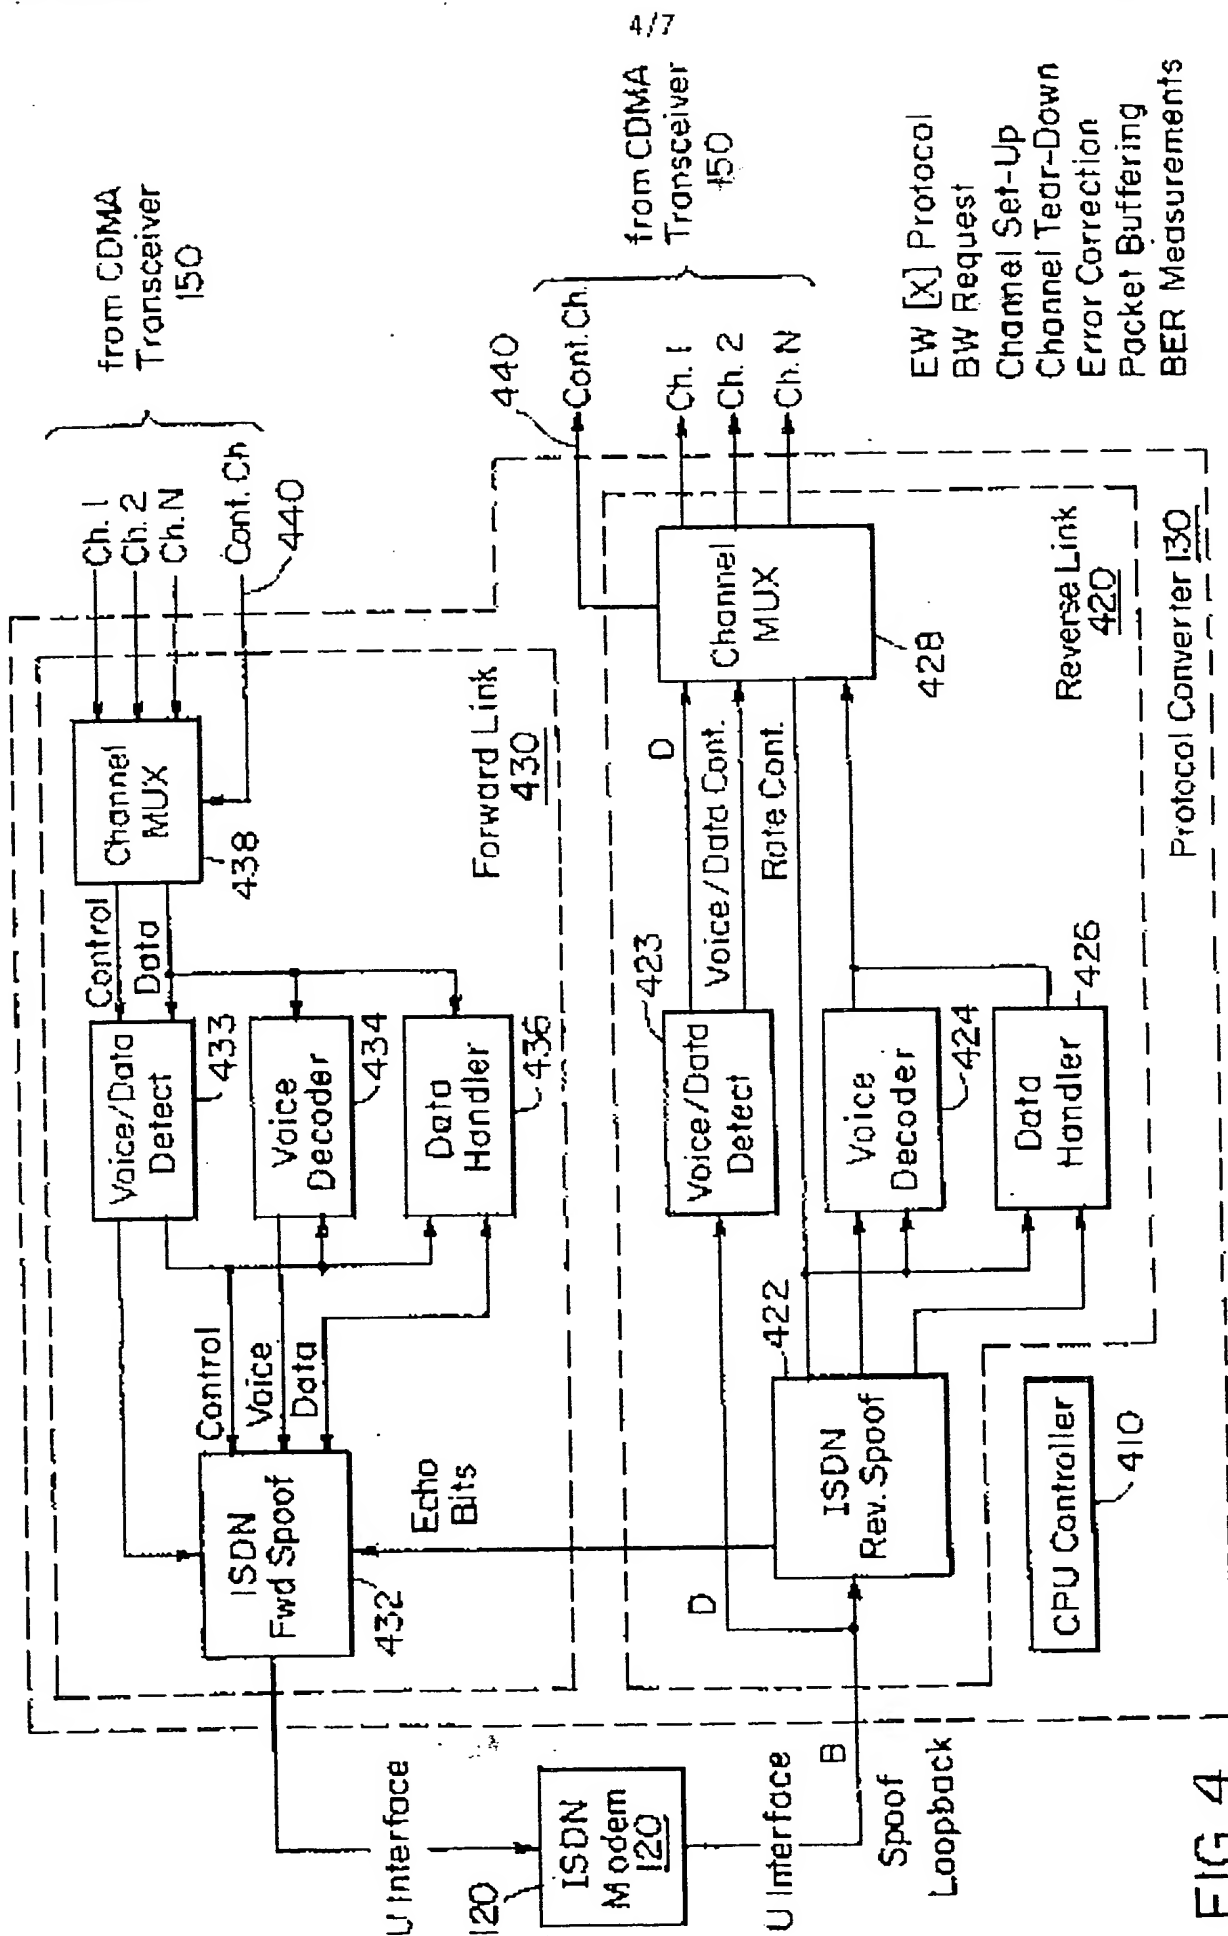 4/7
from CDMA
Transceiver
150
Ch. 1
Ch. 2
Ch. N
Cont. Ch
440
Channel
MUX
438
Control
Data
Forward Link
430
Voice/Data
Detect
433
Voice
Decoder
434
Data
Handler
436
Control
Voice
Data
ISDN
Fwd Spoof
432
Echo
Bits
from CDMA
Transceiver
150
440
Cont. Ch.
Ch. 1
Ch. 2
Ch. N
Channel
MUX
428
D
Voice/Data Cont.
Rate Cont.
Reverse Link
420
Protocol Converter 130
423
Voice/Data
Detect
Voice
Decoder
424
Data
Handler
426
422
ISDN
Rev. Spoof
D
CPU Controller
410
U Interface
120
ISDN
Modem
120
U Interface
B
Spoof
Loopback
EW [X] Protocol
BW Request
Channel Set-Up
Channel Tear-Down
Error Correction
Packet Buffering
BER Measurements
FIG. 4